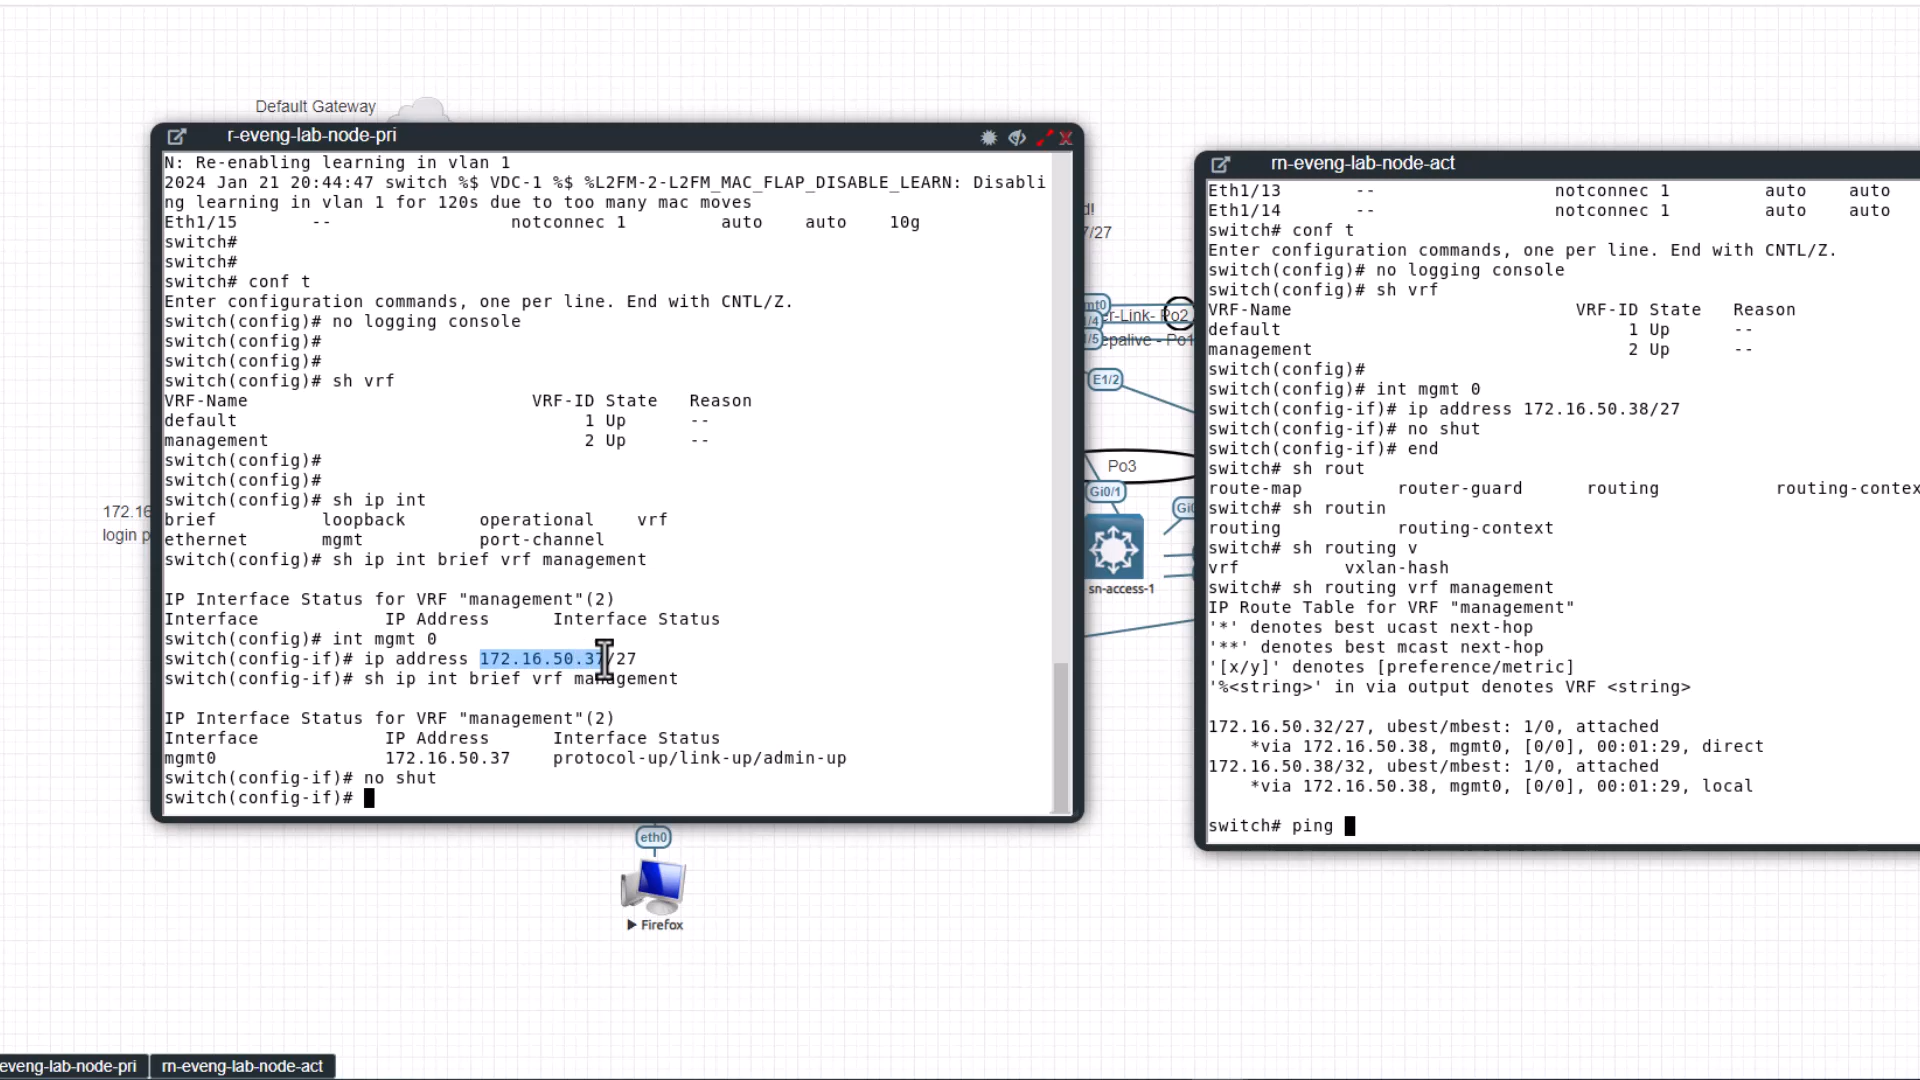 Default Gateway
r-eveng-lab-node-pri
N: Re-enabling learning in vlan 1
2024 Jan 21 20:44:47 switch %$ VDC-1 %$ %L2FM-2-L2FM_MAC_FLAP_DISABLE_LEARN: Disabli
ng learning in vlan 1 for 120s due to too many mac moves
Eth1/15 -- notconnec 1 auto auto 10g
switch#
switch#
switch# conf t
Enter configuration commands, one per line. End with CNTL/Z.
switch(config)# no logging console
switch(config)#
switch(config)#
switch(config)# sh vrf
VRF-Name VRF-ID State Reason
default 1 Up --
management 2 Up --
switch(config)#
switch(config)#
switch(config)# sh ip int
brief loopback operational vrf
ethernet mgmt port-channel
switch(config)# sh ip int brief vrf management
IP Interface Status for VRF "management"(2)
Interface IP Address Interface Status
switch(config)# int mgmt 0
switch(config-if)# ip address 172.16.50.37/27
switch(config-if)# sh ip int brief vrf management
IP Interface Status for VRF "management"(2)
Interface IP Address Interface Status
mgmt0 172.16.50.37 protocol-up/link-up/admin-up
switch(config-if)# no shut
switch(config-if)#
172.16
login p
d!
7/27
mt0
r-Link- Po2
1/4
1/5
epalive - Po1
E1/2
Po3
Gi0/1
Gi0
sn-access-1
rn-eveng-lab-node-act
Eth1/13 -- notconnec 1 auto auto
Eth1/14 -- notconnec 1 auto auto
switch# conf t
Enter configuration commands, one per line. End with CNTL/Z.
switch(config)# no logging console
switch(config)# sh vrf
VRF-Name VRF-ID State Reason
default 1 Up --
management 2 Up --
switch(config)#
switch(config)# int mgmt 0
switch(config-if)# ip address 172.16.50.38/27
switch(config-if)# no shut
switch(config-if)# end
switch# sh rout
route-map router-guard routing routing-contex
switch# sh routin
routing routing-context
switch# sh routing v
vrf vxlan-hash
switch# sh routing vrf management
IP Route Table for VRF "management"
'*' denotes best ucast next-hop
'**' denotes best mcast next-hop
'[x/y]' denotes [preference/metric]
'%<string>' in via output denotes VRF <string>
172.16.50.32/27, ubest/mbest: 1/0, attached
*via 172.16.50.38, mgmt0, [0/0], 00:01:29, direct
172.16.50.38/32, ubest/mbest: 1/0, attached
*via 172.16.50.38, mgmt0, [0/0], 00:01:29, local
switch# ping
eth0
Firefox
eveng-lab-node-pri
rn-eveng-lab-node-act